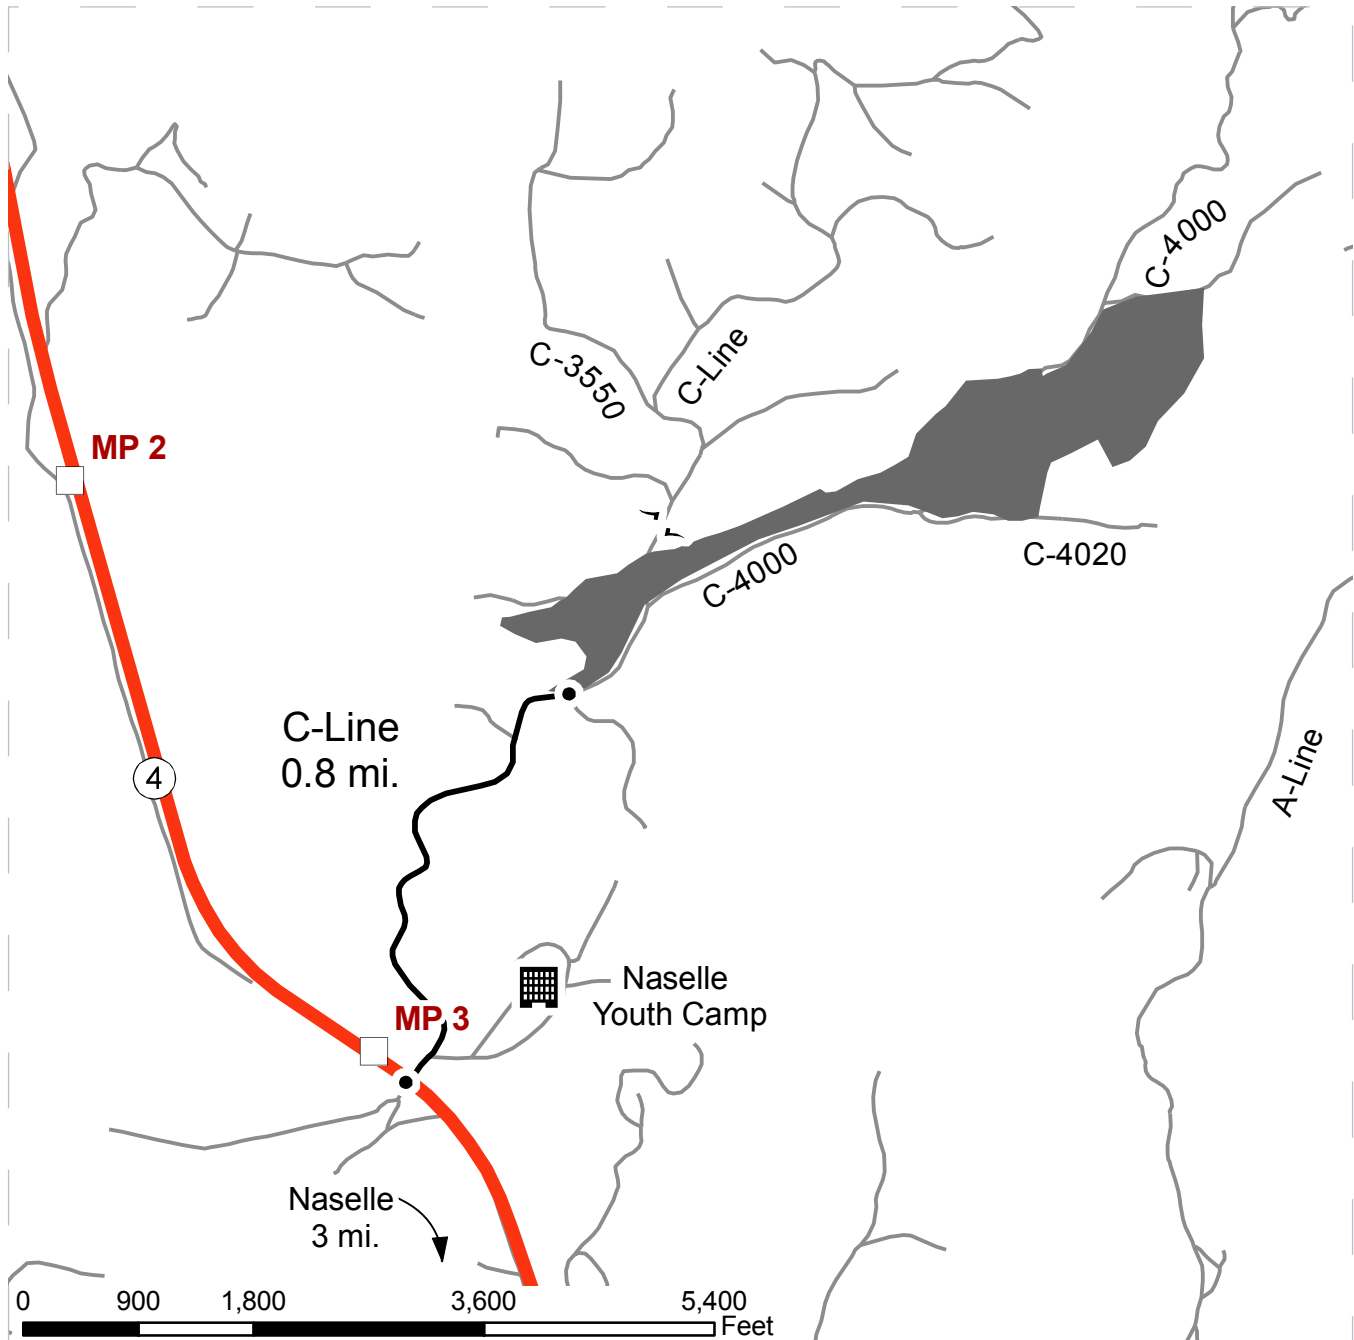 C-4000
C-3550
C-Line
MP 2
C-4000
C-4020
C-Line
0.8 mi.
4
A-Line
Naselle
Youth Camp
MP 3
Naselle
3 mi.
0 900 1,800 3,600 5,400
Feet